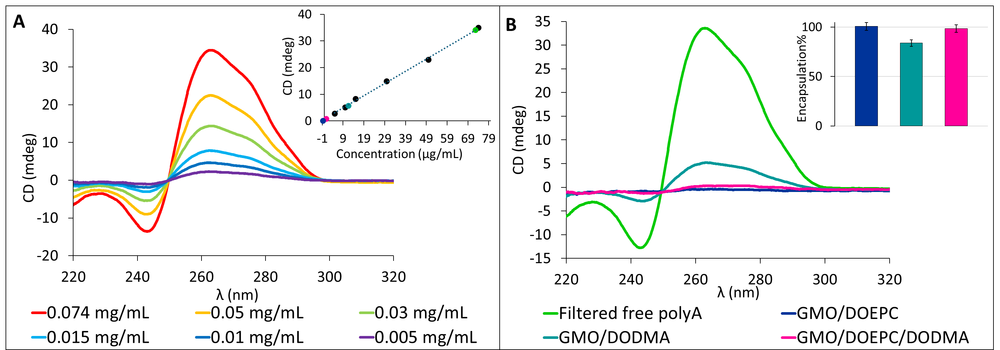 A
CD (mdeg)
40
30
20
10
0
-10
-20
220 240 260 280 300 320
λ (nm)
CD (mdeg)
40
30
20
10
0
-1 9 19 29 39 49 59 69 79
Concentration (µg/mL)
0.074 mg/mL 0.05 mg/mL 0.03 mg/mL
0.015 mg/mL 0.01 mg/mL 0.005 mg/mL
B
CD (mdeg)
35
30
25
20
15
10
5
0
-5
-10
-15
220 240 260 280 300 320
λ (nm)
Encapsulation%
100
50
0
Filtered free polyA GMO/DOEPC
GMO/DODMA GMO/DOEPC/DODMA